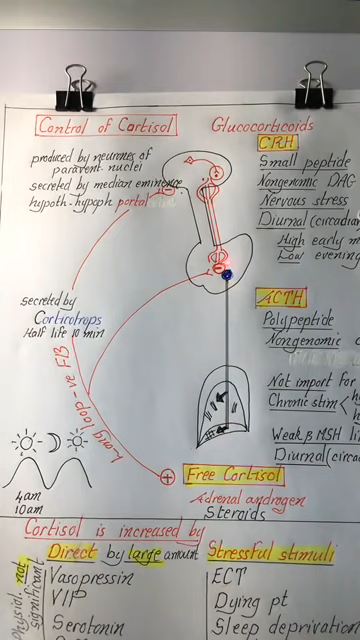 Control of Cortisol
Glucocorticoids
produced by neurones of
paravent nuclei
secreted by median eminence
hypoth-hypoph portal
CRH
Small peptide
Nongenomic DAG
Nervous stress
Diurnal (circadian
High early m
Low evening
secreted by
Corticotrops
Half life 10 min
Long loop -ve FB
ACTH
Polypeptide
Nongenomic
Not import for
Chronic stim <
Weak β MSH li
Diurnal (circa
4am
10am
Free Cortisol
Adrenal androgen
Steroids
Cortisol is increased by
Direct by large amount
Stressful stimuli
physiol not
significant
Vasopressin
VIP
Serotonin
ECT
Dying pt
Sleep deprivation